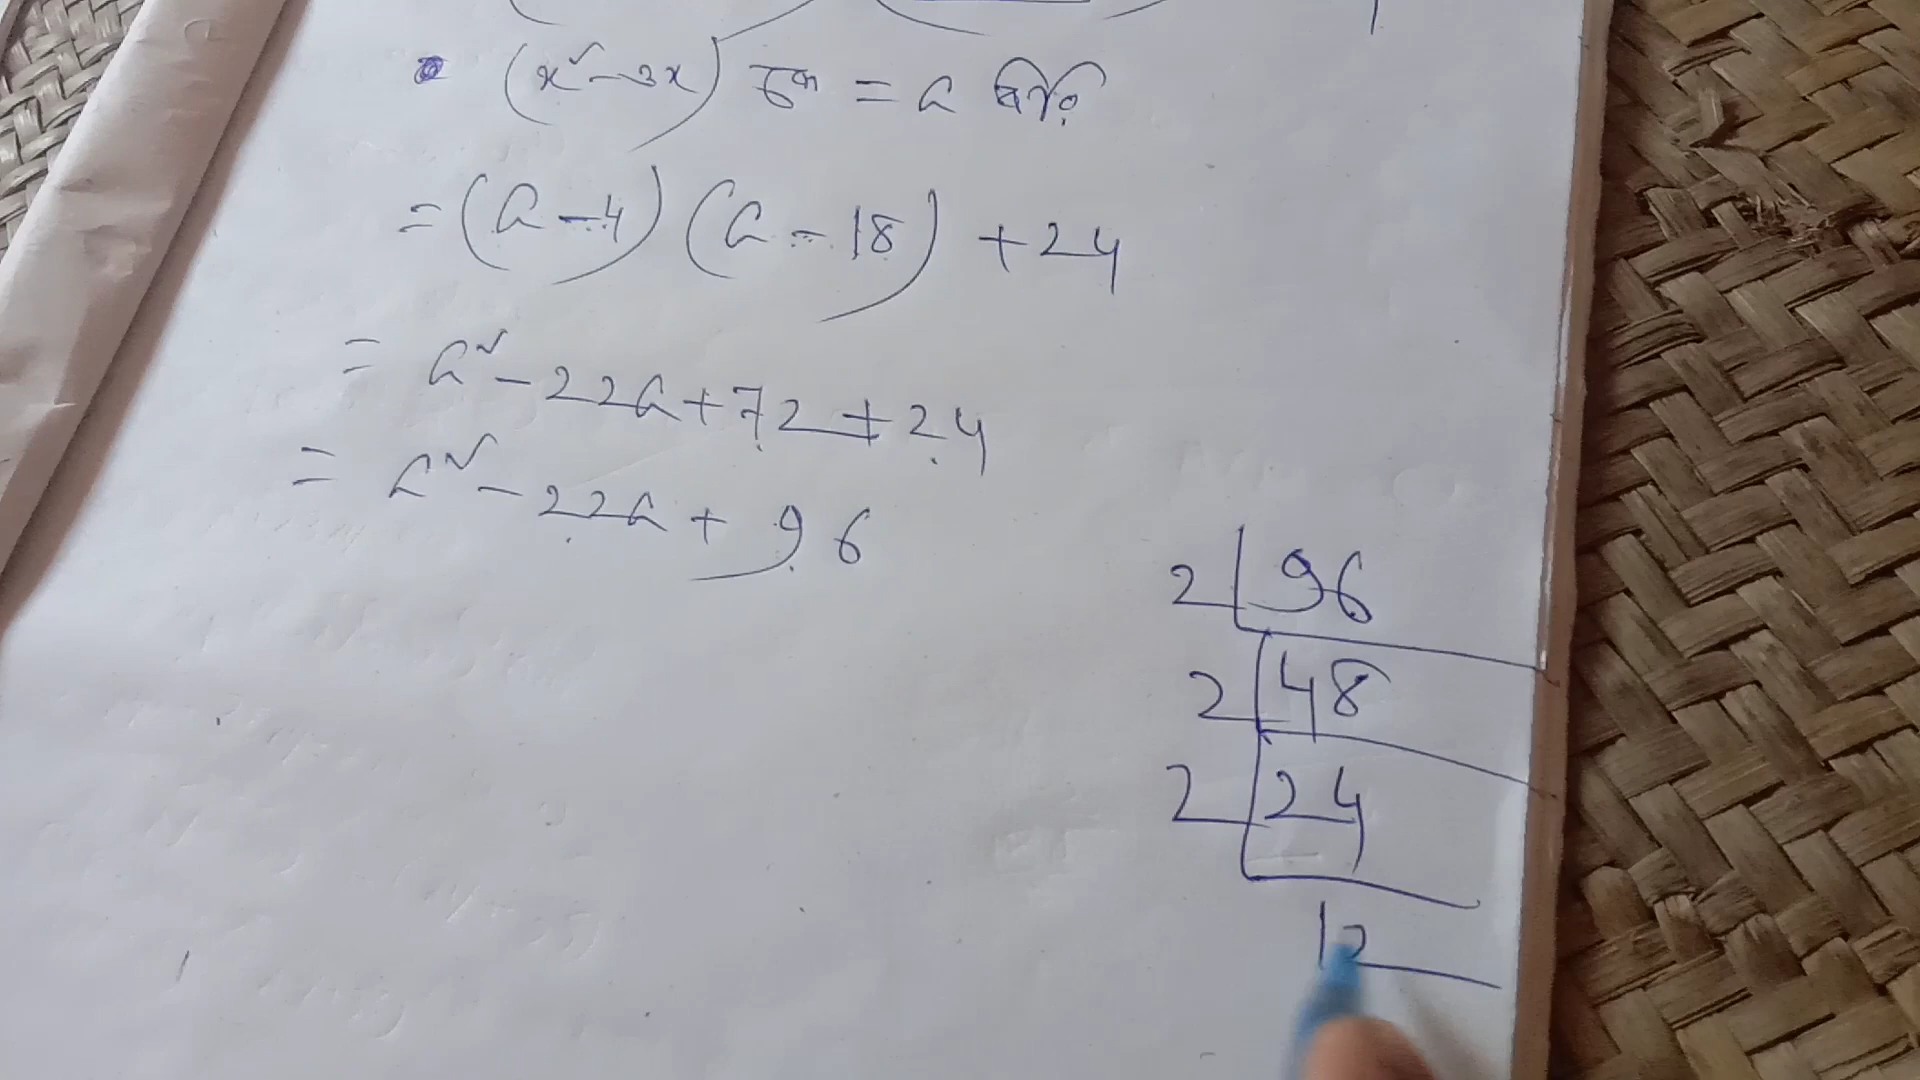 (x² - 3x) কে = a ধরি
= (a - 4) (a - 18) + 24
= a² - 22a + 72 + 24
= a² - 22a + 96
2 | 96
2 | 48
2 | 24
12